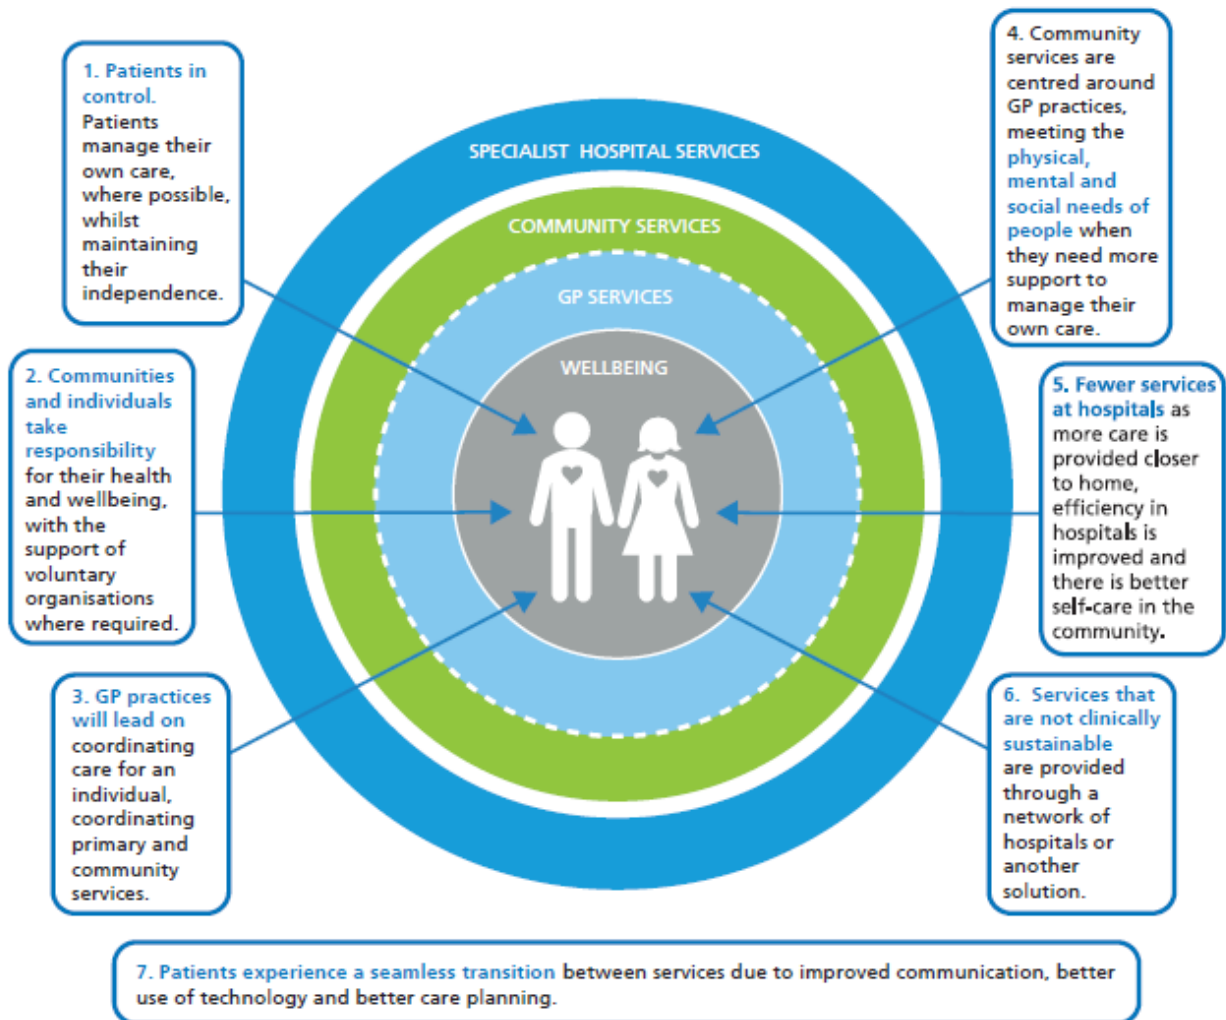 1. Patients in
control.
Patients
manage their
own care,
where possible,
whilst
maintaining
their
independence.
2. Communities
and individuals
take
responsibility
for their health
and wellbeing,
with the
support of
voluntary
organisations
where required.
3. GP practices
will lead on
coordinating
care for an
individual,
coordinating
primary and
community
services.
SPECIALIST HOSPITAL SERVICES
COMMUNITY SERVICES
GP SERVICES
WELLBEING
4. Community
services are
centred around
GP practices,
meeting the
physical,
mental and
social needs of
people when
they need more
support to
manage their
own care.
5. Fewer services
at hospitals as
more care is
provided closer
to home,
efficiency in
hospitals is
improved and
there is better
self-care in the
community.
6. Services that
are not clinically
sustainable
are provided
through a
network of
hospitals or
another
solution.
7. Patients experience a seamless transition between services due to improved communication, better
use of technology and better care planning.